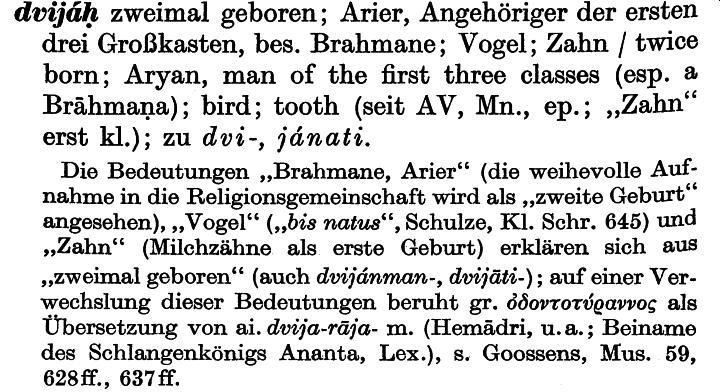 dvijáḥ zweimal geboren; Arier, Angehöriger der ersten
drei Großkasten, bes. Brahmane; Vogel; Zahn / twice
born; Aryan, man of the first three classes (esp. a
Brāhmaṇa); bird; tooth (seit AV, Mn., ep.; „Zahn“
erst kl.); zu dvi-, jánati.
Die Bedeutungen „Brahmane, Arier“ (die weihevolle Auf-
nahme in die Religionsgemeinschaft wird als „zweite Geburt“
angesehen), „Vogel“ („bis natus“, Schulze, Kl. Schr. 645) und
„Zahn“ (Milchzähne als erste Geburt) erklären sich aus
„zweimal geboren“ (auch dvijánman-, dvijāti-); auf einer Ver-
wechslung dieser Bedeutungen beruht gr. ὀδοντοτύραννος als
Übersetzung von ai. dvija-rāja- m. (Hemādri, u.a.; Beiname
des Schlangenkönigs Ananta, Lex.), s. Goossens, Mus. 59,
628ff., 637ff.